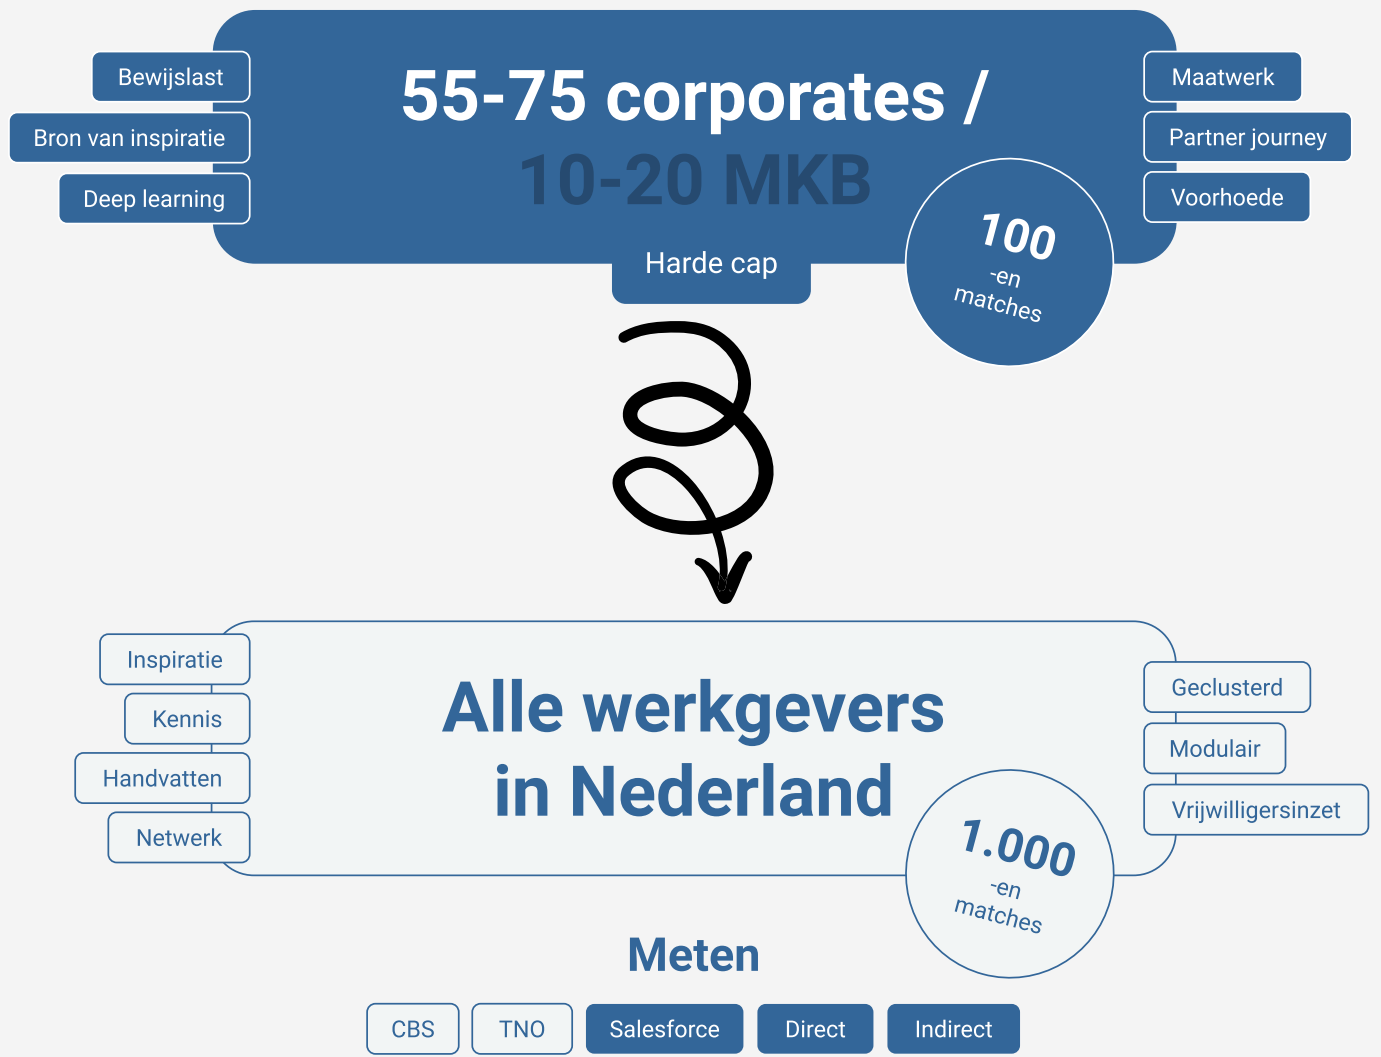 55-75 corporates /
10-20 MKB
Harde cap
Bewijslast
Bron van inspiratie
Deep learning
Maatwerk
Partner journey
Voorhoede
100
-en
matches
Alle werkgevers
in Nederland
Inspiratie
Kennis
Handvatten
Netwerk
Geclusterd
Modulair
Vrijwilligersinzet
1.000
-en
matches
Meten
CBS
TNO
Salesforce
Direct
Indirect